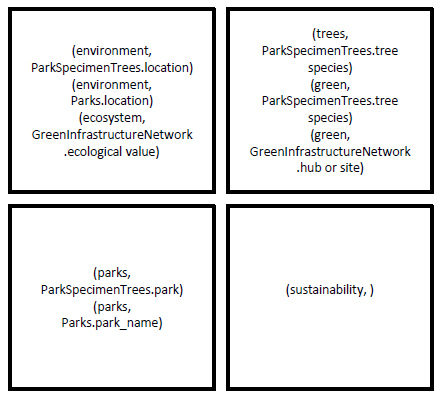 (environment,
ParkSpecimenTrees.location)
(environment,
Parks.location)
(ecosystem,
GreenInfrastructureNetwork
.ecological value)
(trees,
ParkSpecimenTrees.tree
species)
(green,
ParkSpecimenTrees.tree
species)
(green,
GreenInfrastructureNetwork
.hub or site)
(parks,
ParkSpecimenTrees.park)
(parks,
Parks.park_name)
(sustainability, )